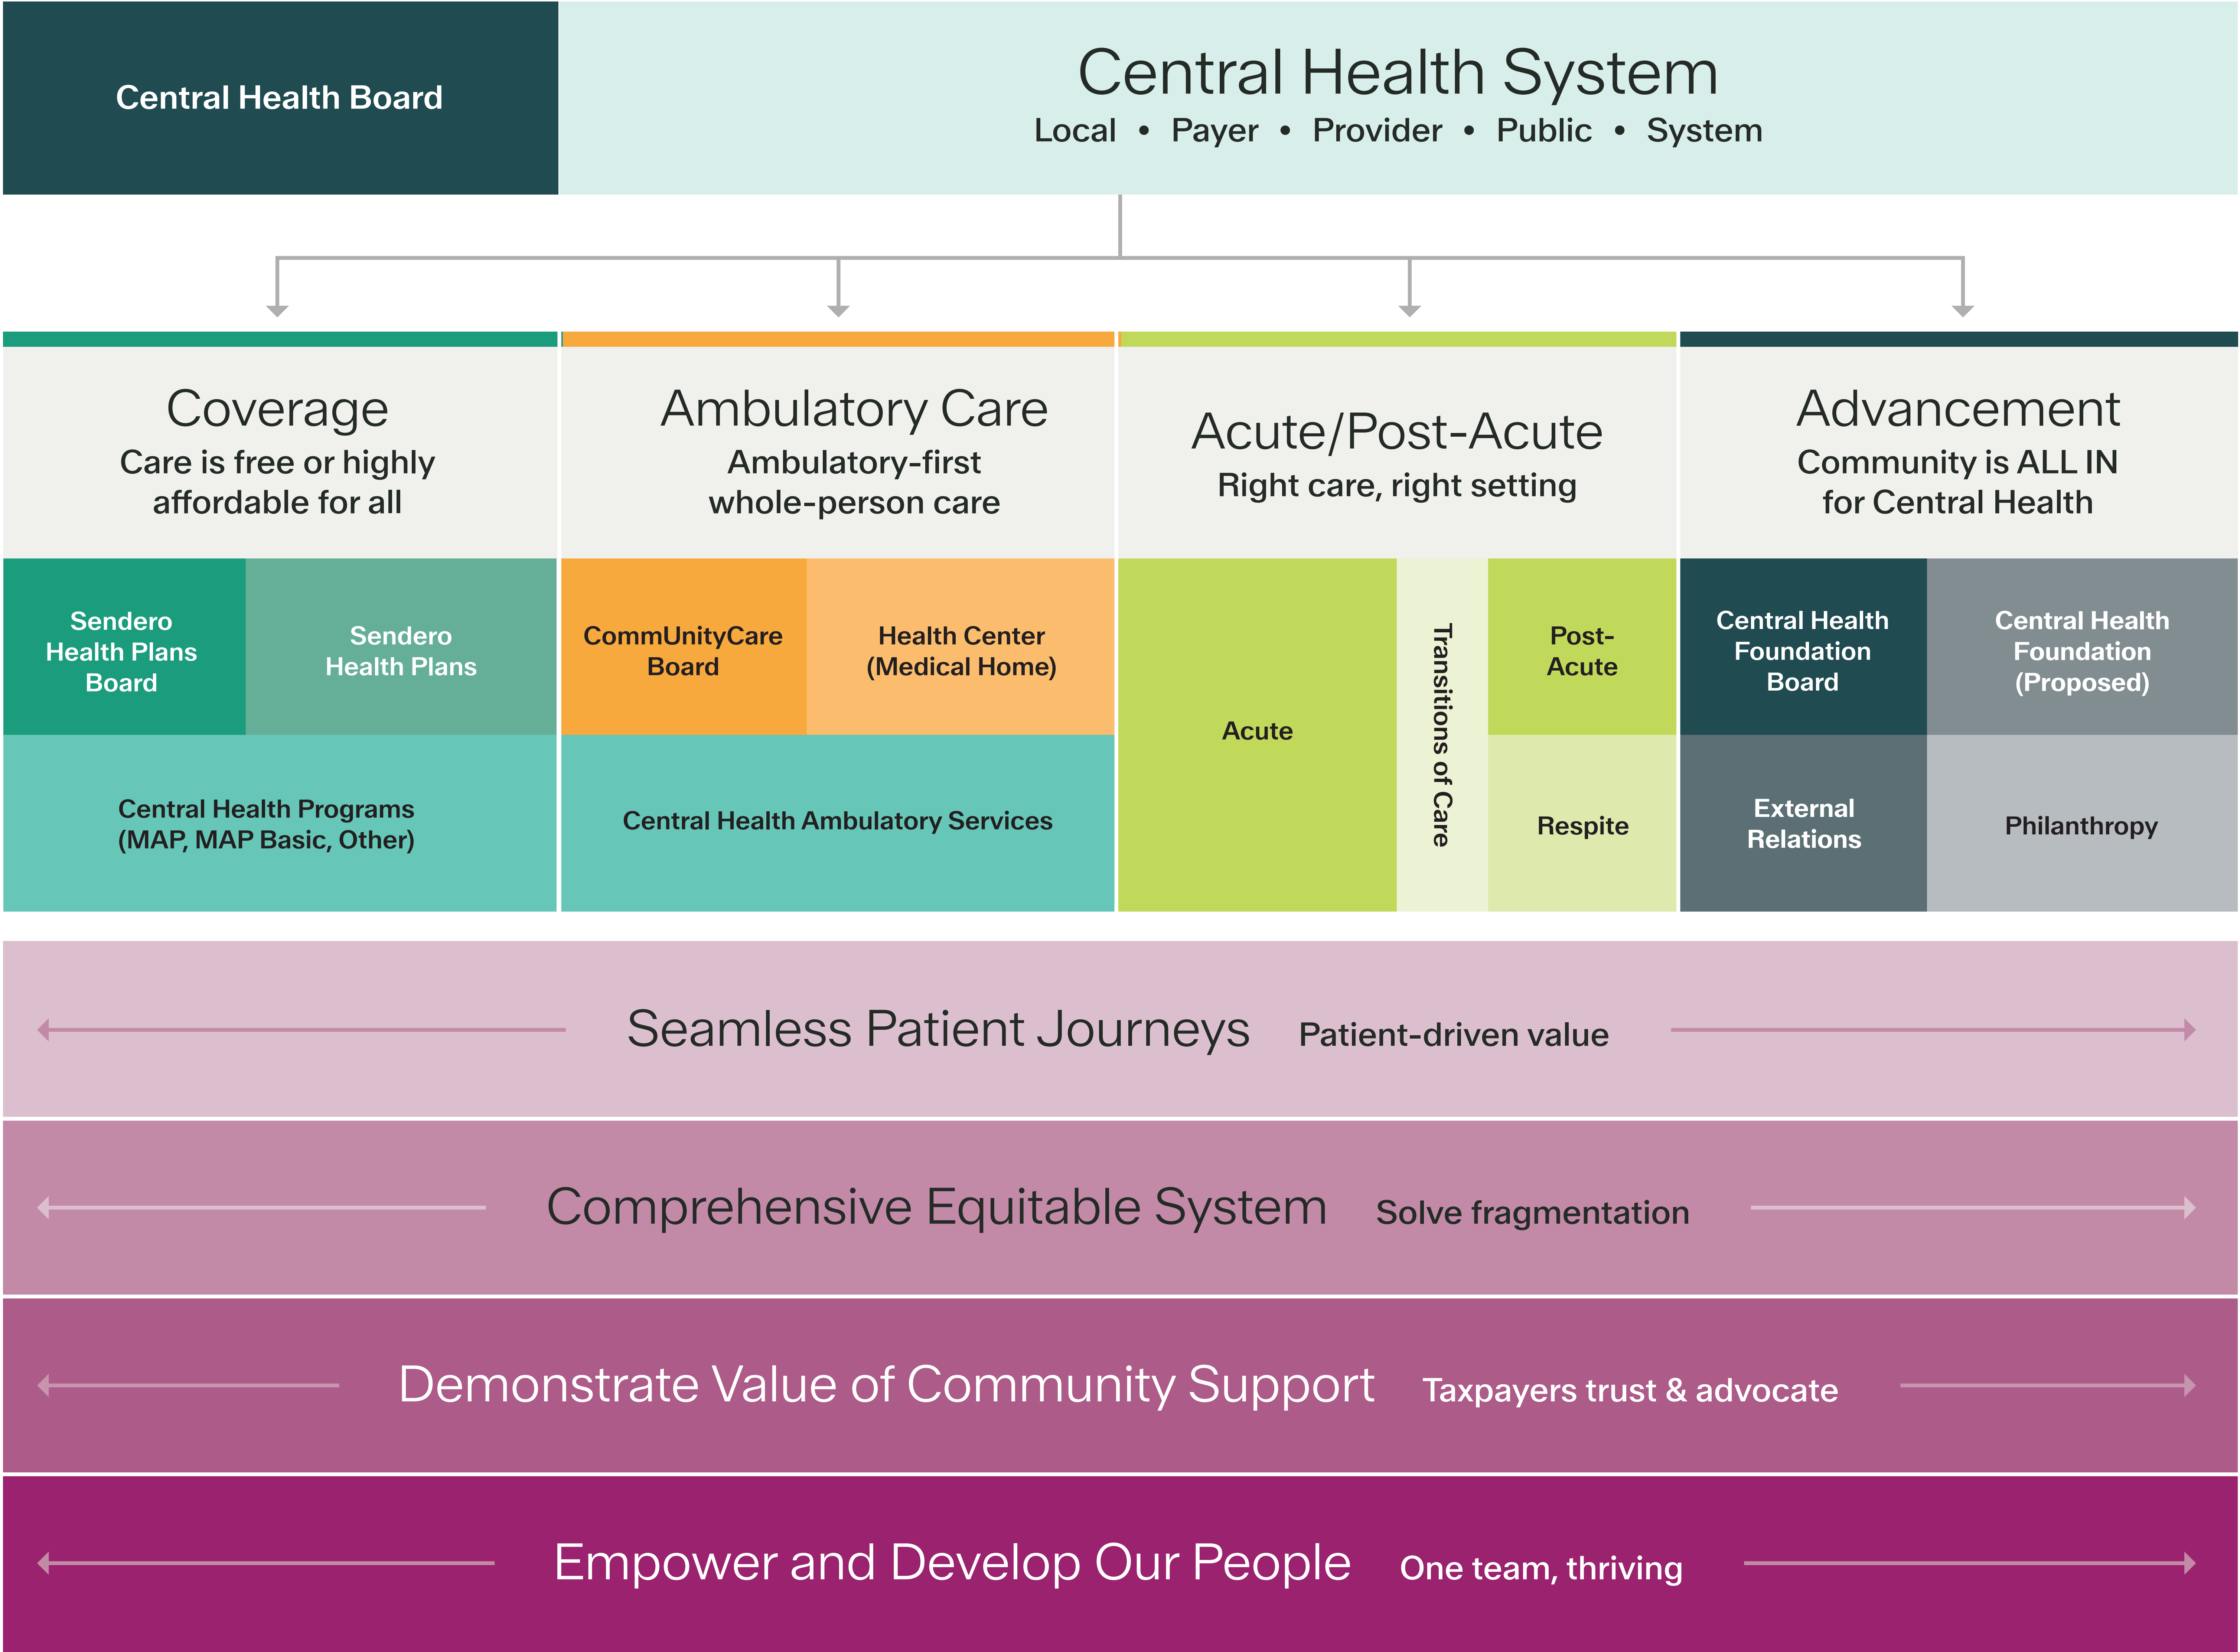 Central Health Board
Central Health System
Local • Payer • Provider • Public • System
Coverage
Care is free or highly
affordable for all
Ambulatory Care
Ambulatory-first
whole-person care
Acute/Post-Acute
Right care, right setting
Advancement
Community is ALL IN
for Central Health
Sendero
Health Plans
Board
Sendero
Health Plans
Central Health Programs
(MAP, MAP Basic, Other)
CommUnityCare
Board
Health Center
(Medical Home)
Central Health Ambulatory Services
Acute
Transitions of Care
Post-
Acute
Respite
Central Health
Foundation
Board
Central Health
Foundation
(Proposed)
External
Relations
Philanthropy
Seamless Patient Journeys Patient-driven value
Comprehensive Equitable System Solve fragmentation
Demonstrate Value of Community Support Taxpayers trust & advocate
Empower and Develop Our People One team, thriving